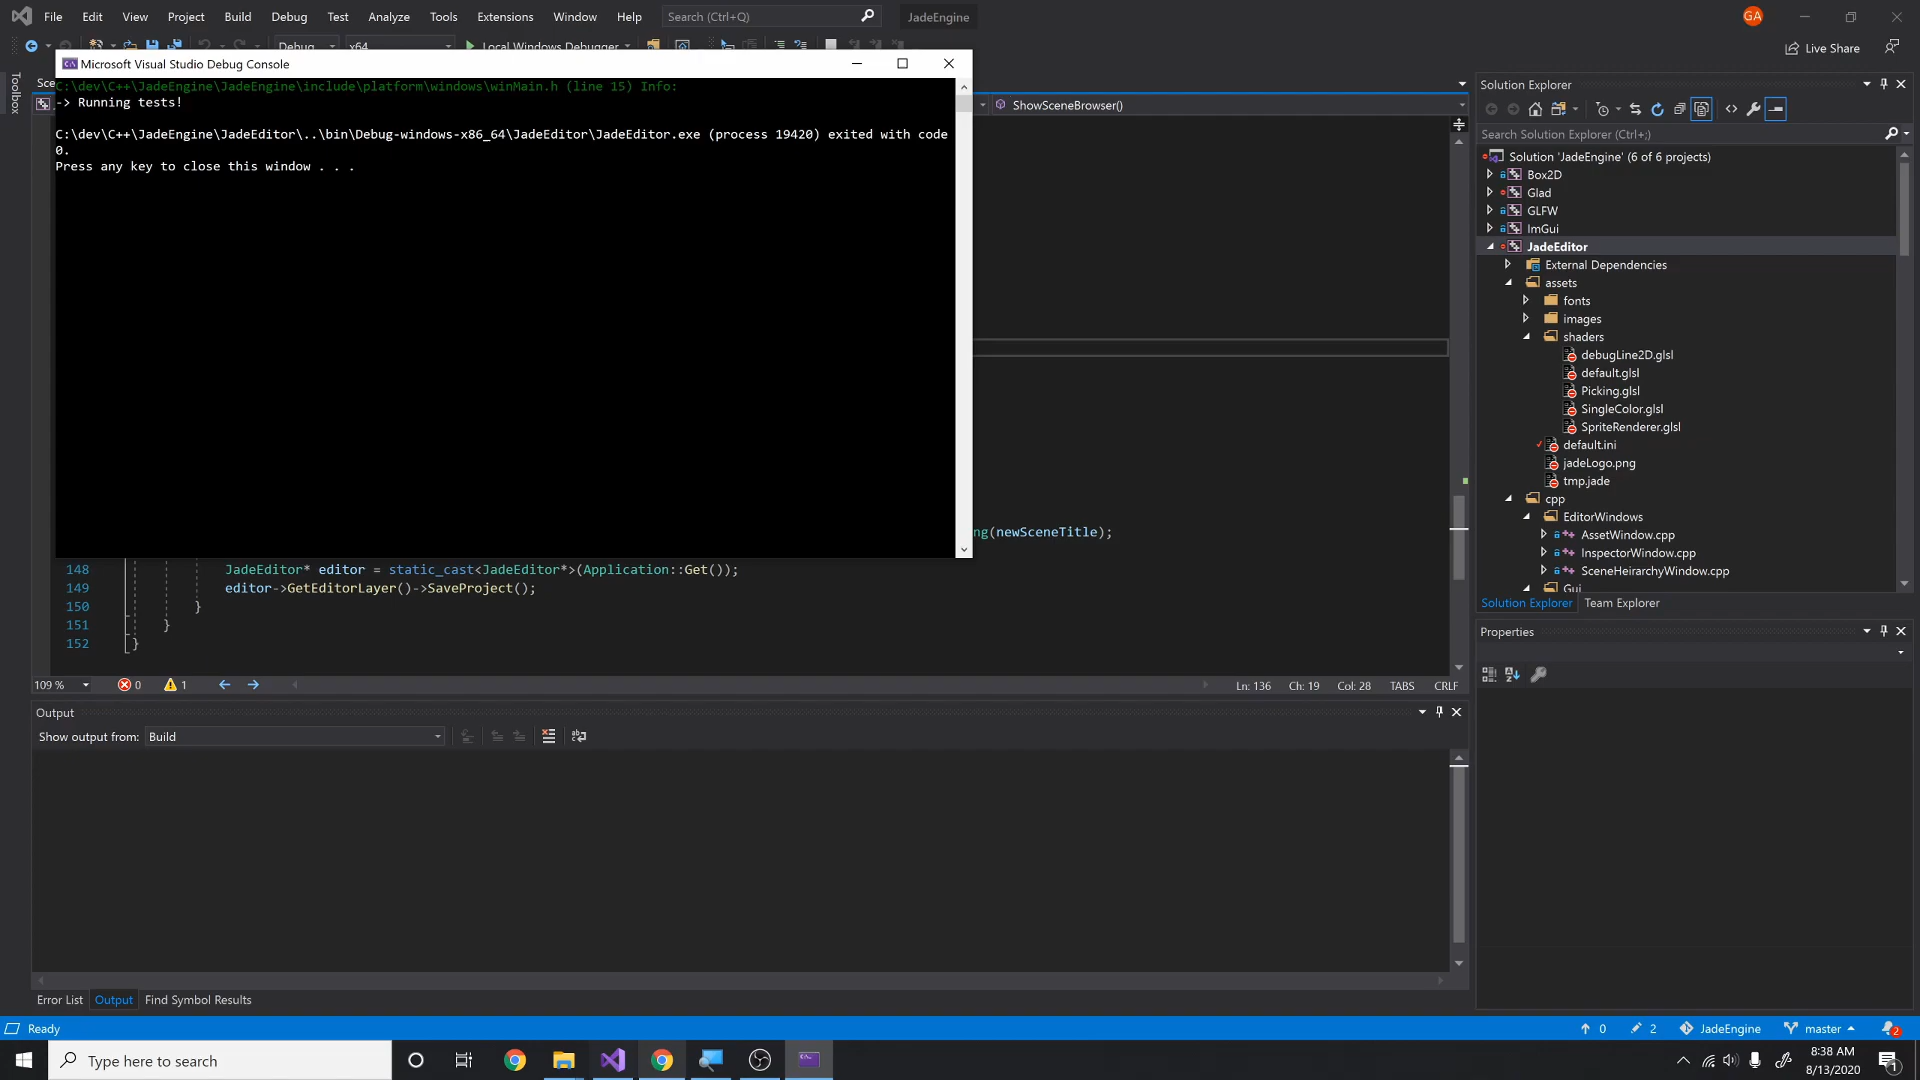 File Edit View Project Build Debug Test Analyze Tools Extensions Window Help Search (Ctrl+Q) JadeEngine GA
Debug x64 Local Windows Debugger Live Share
Toolbox
Microsoft Visual Studio Debug Console
C:\dev\C++\JadeEngine\JadeEngine\include\platform\windows\winMain.h (line 15) Info:
-> Running tests!
C:\dev\C++\JadeEngine\JadeEditor\..\bin\Debug-windows-x86_64\JadeEditor\JadeEditor.exe (process 19420) exited with code
0.
Press any key to close this window . . .
Sce
ShowSceneBrowser()
ng(newSceneTitle);
148 JadeEditor* editor = static_cast<JadeEditor*>(Application::Get());
149 editor->GetEditorLayer()->SaveProject();
150 }
151 }
152 }
109 % 0 1 Ln: 136 Ch: 19 Col: 28 TABS CRLF
Output
Show output from: Build
Error List Output Find Symbol Results
Solution Explorer
Search Solution Explorer (Ctrl+;)
Solution 'JadeEngine' (6 of 6 projects)
Box2D
Glad
GLFW
ImGui
JadeEditor
External Dependencies
assets
fonts
images
shaders
debugLine2D.glsl
default.glsl
Picking.glsl
SingleColor.glsl
SpriteRenderer.glsl
default.ini
jadeLogo.png
tmp.jade
cpp
EditorWindows
AssetWindow.cpp
InspectorWindow.cpp
SceneHeirarchyWindow.cpp
Gui
Solution Explorer Team Explorer
Properties
Ready 0 2 JadeEngine master 2
Type here to search
8:38 AM
8/13/2020
1